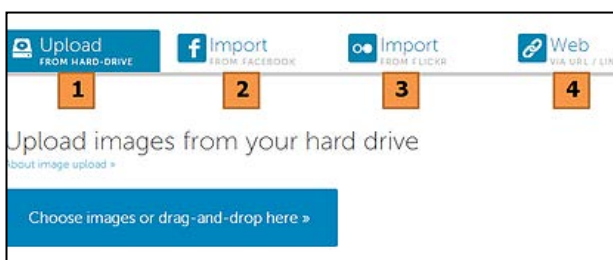 Upload
FROM HARD-DRIVE
Import
FROM FACEBOOK
Import
FROM FLICKR
Web
VIA URL / LIN
1
2
3
4
Upload images from your hard drive
About image upload »
Choose images or drag-and-drop here »